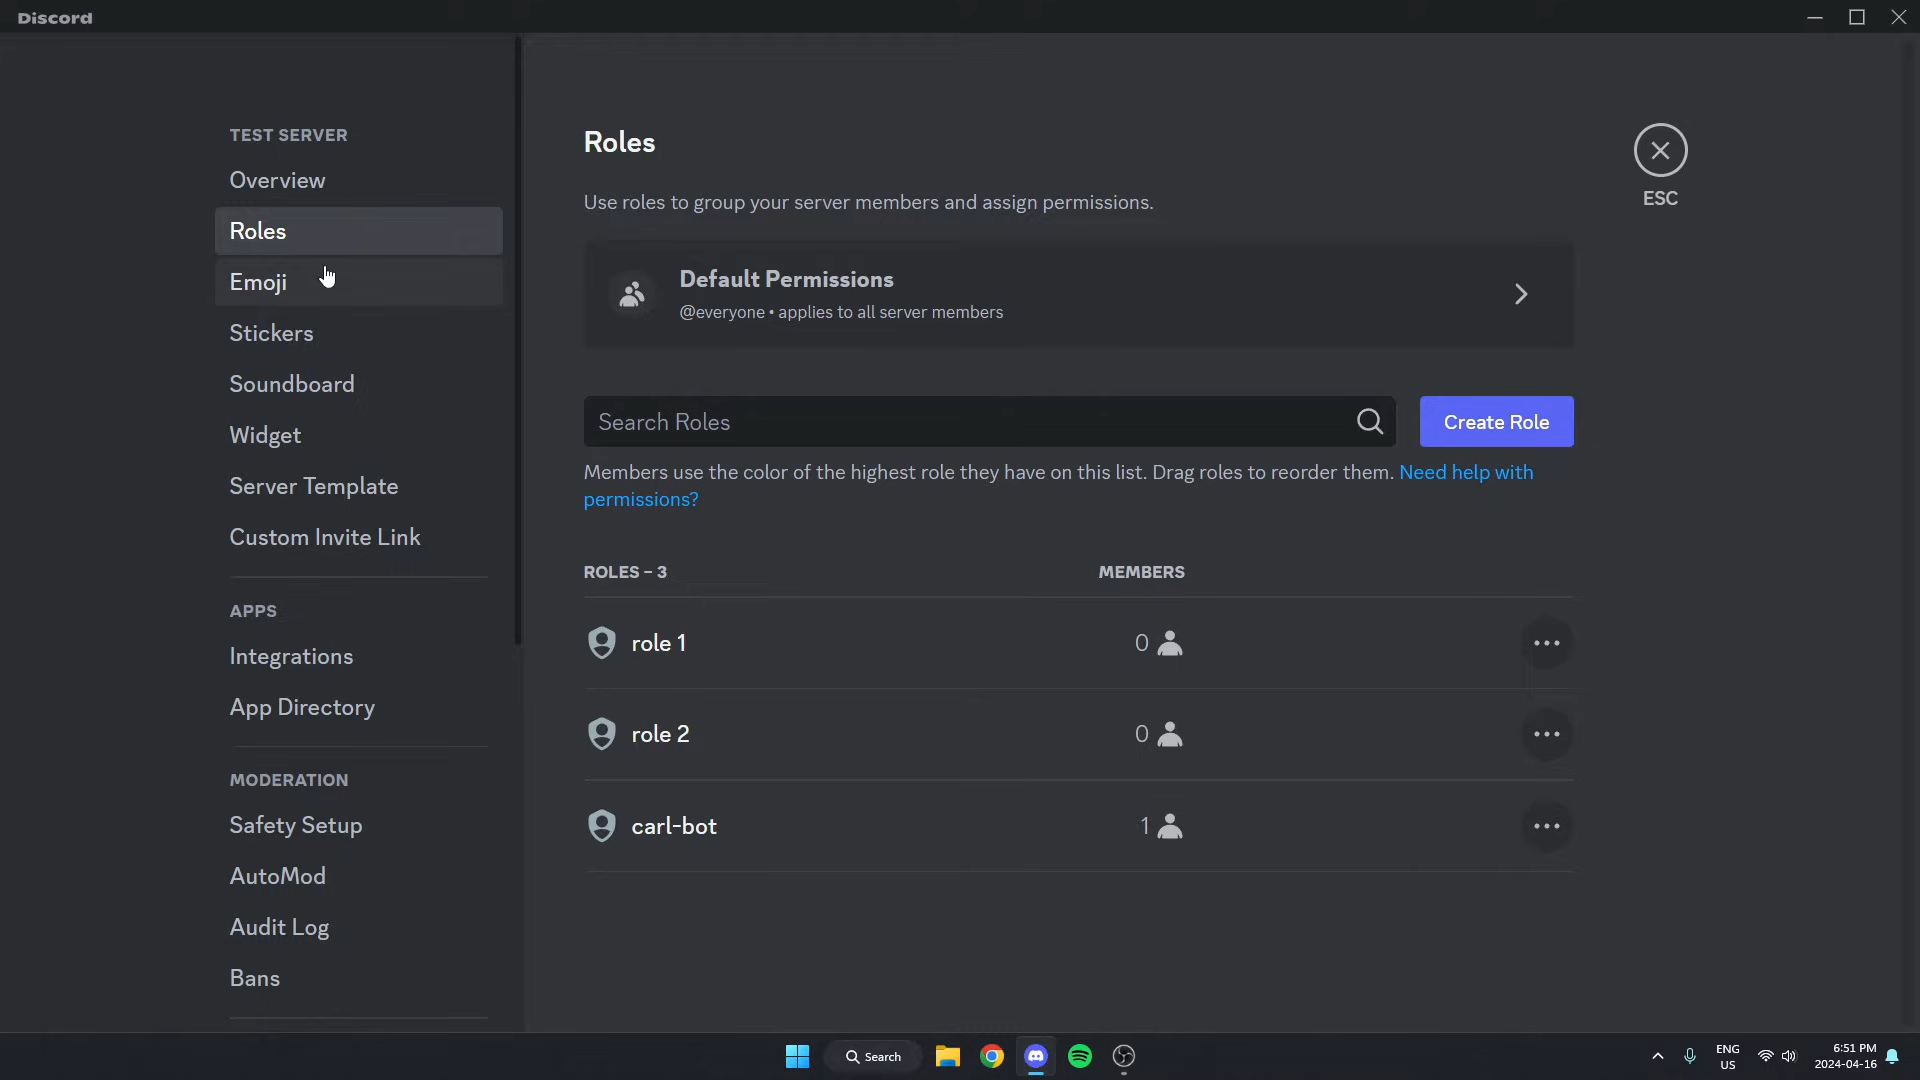 Discord
TEST SERVER
Overview
Roles
Emoji
Stickers
Soundboard
Widget
Server Template
Custom Invite Link
APPS
Integrations
App Directory
MODERATION
Safety Setup
AutoMod
Audit Log
Bans
Roles
Use roles to group your server members and assign permissions.
Default Permissions
@everyone • applies to all server members
Search Roles
Create Role
Members use the color of the highest role they have on this list. Drag roles to reorder them. Need help with
permissions?
ROLES – 3 MEMBERS
role 1 0
role 2 0
carl-bot 1
ESC
Search
ENG
US
6:51 PM
2024-04-16